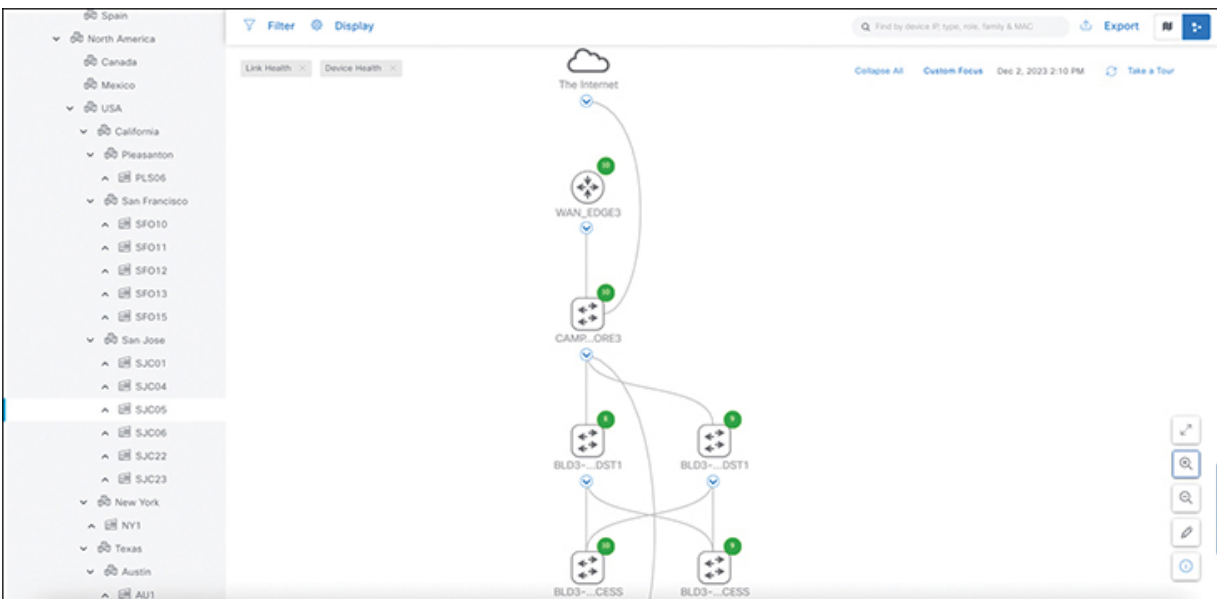 Spain
North America
Canada
Mexico
USA
California
Pleasanton
PLS06
San Francisco
SFO10
SFO11
SFO12
SFO13
SFO15
San Jose
SJC01
SJC04
SJC05
SJC06
SJC22
SJC23
New York
NY1
Texas
Austin
AU1
Filter Display
Find by device IP, type, role, family & MAC
Export
Link Health Device Health
Collapse All Custom Focus Dec 2, 2023 2:10 PM Take a Tour
The Internet
10
WAN_EDGE3
10
CAMP...ORE3
9
BLD3-...DST1 BLD3-...DST1
10 9
BLD3-...CESS BLD3-...CESS